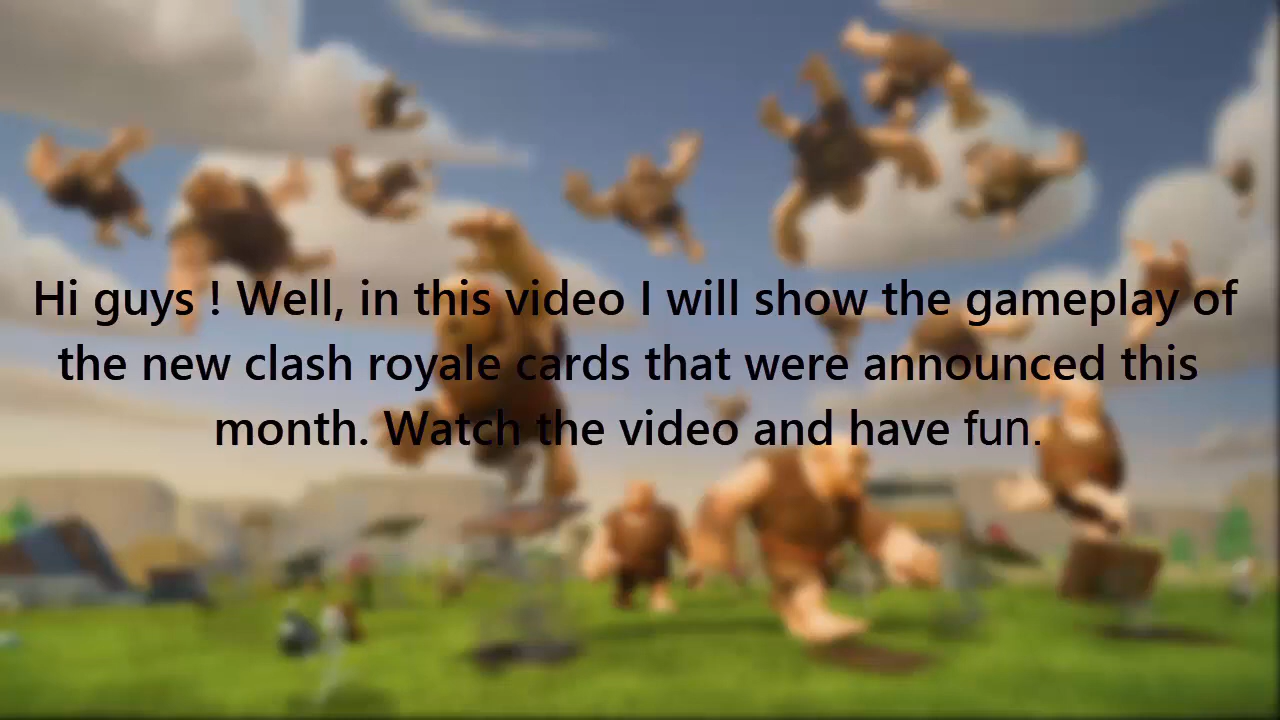 Hi guys ! Well, in this video I will show the gameplay of
the new clash royale cards that were announced this
month. Watch the video and have fun.